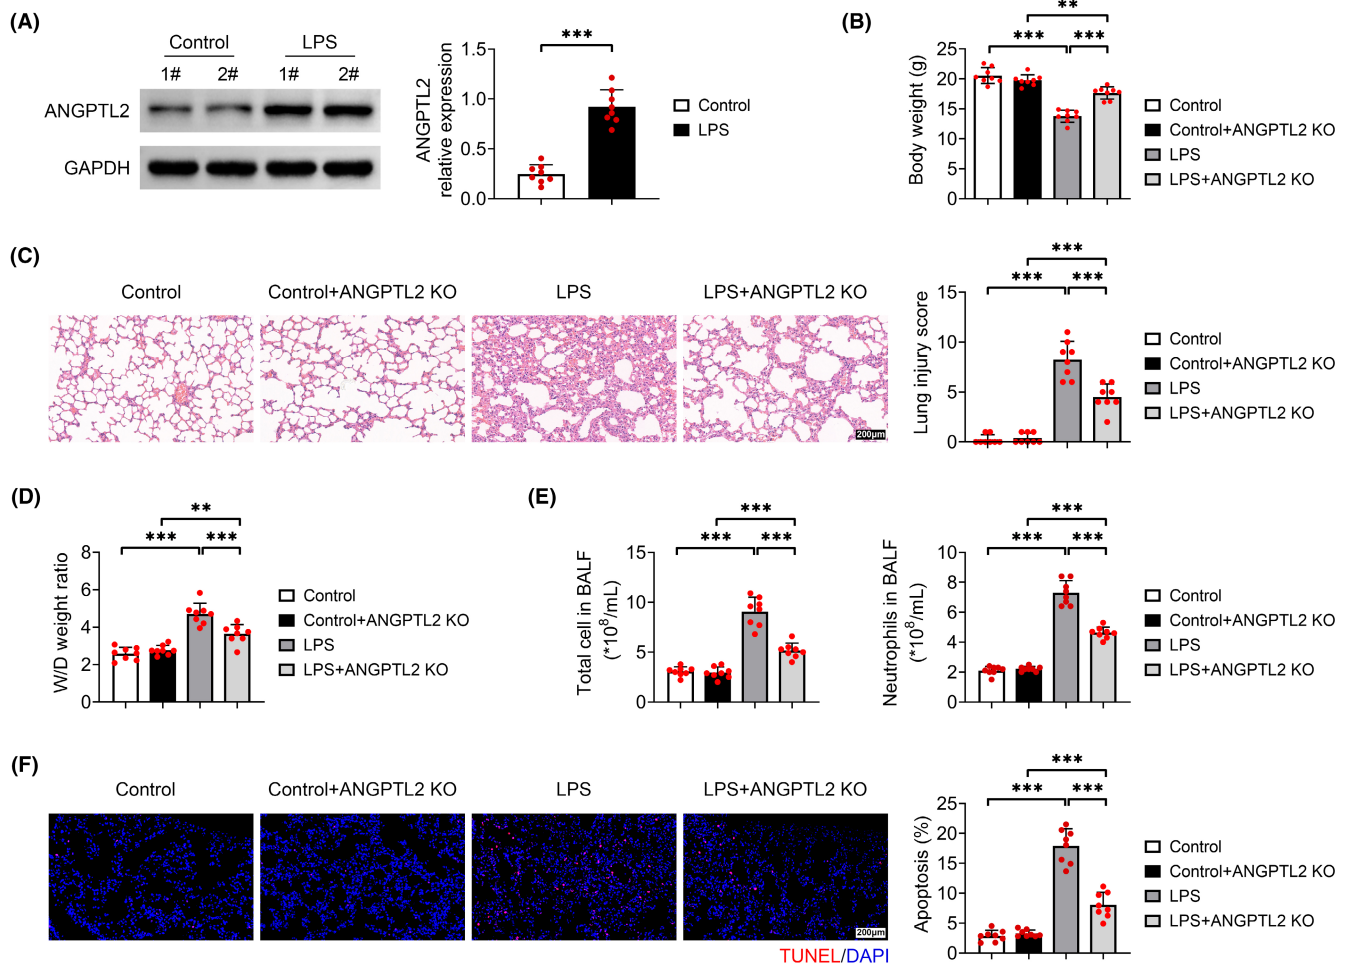 (A)
Control LPS
1# 2# 1# 2#
ANGPTL2
GAPDH
ANGPTL2
relative expression
1.5
1.0
0.5
0.0
***
Control
LPS
(B)
Body weight (g)
25
20
15
10
5
0
**
*** ***
Control
Control+ANGPTL2 KO
LPS
LPS+ANGPTL2 KO
(C)
Control Control+ANGPTL2 KO LPS LPS+ANGPTL2 KO
200μm
Lung injury score
15
10
5
0
***
*** ***
Control
Control+ANGPTL2 KO
LPS
LPS+ANGPTL2 KO
(D)
W/D weight ratio
8
6
4
2
0
**
*** ***
Control
Control+ANGPTL2 KO
LPS
LPS+ANGPTL2 KO
(E)
Total cell in BALF
(*10⁸/mL)
15
10
5
0
***
*** ***
Neutrophils in BALF
(*10⁸/mL)
10
8
6
4
2
0
***
*** ***
Control
Control+ANGPTL2 KO
LPS
LPS+ANGPTL2 KO
(F)
Control Control+ANGPTL2 KO LPS LPS+ANGPTL2 KO
200μm
TUNEL/DAPI
Apoptosis (%)
25
20
15
10
5
0
***
*** ***
Control
Control+ANGPTL2 KO
LPS
LPS+ANGPTL2 KO